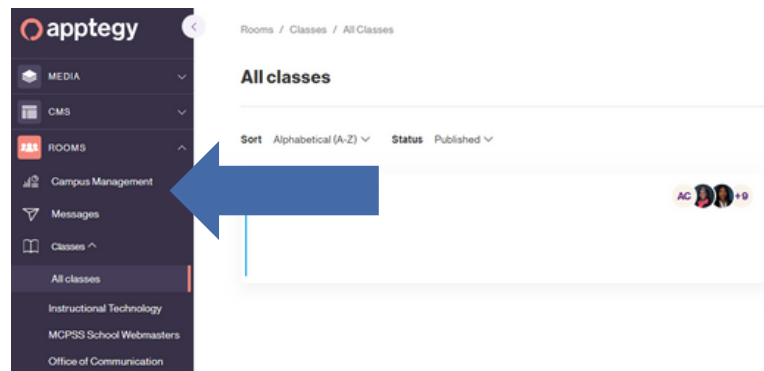 apptegy
MEDIA
CMS
ROOMS
Campus Management
Messages
Classes
All classes
Instructional Technology
MCPSS School Webmasters
Office of Communication
Rooms / Classes / All Classes
All classes
Sort Alphabetical (A-Z) Status Published
AC +9